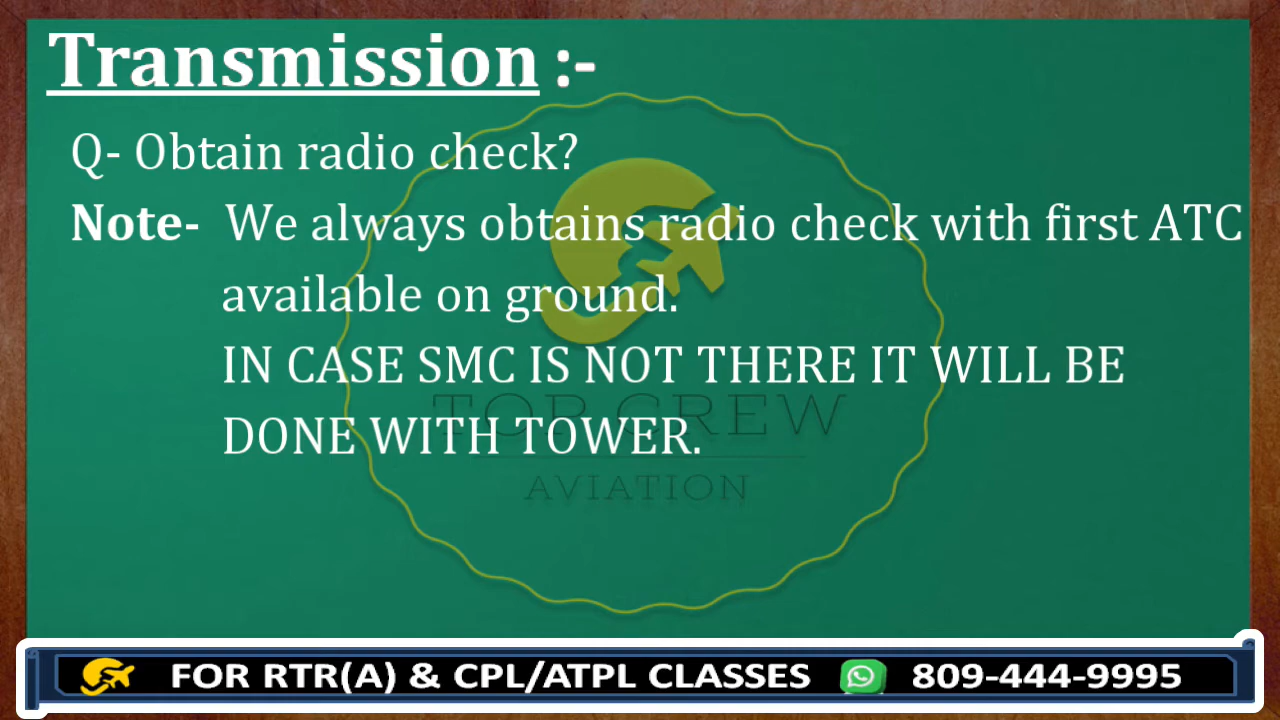 Transmission :-
Q- Obtain radio check?
Note- We always obtains radio check with first ATC
available on ground.
IN CASE SMC IS NOT THERE IT WILL BE
DONE WITH TOWER.
TOP CREW
AVIATION
FOR RTR(A) & CPL/ATPL CLASSES 809-444-9995